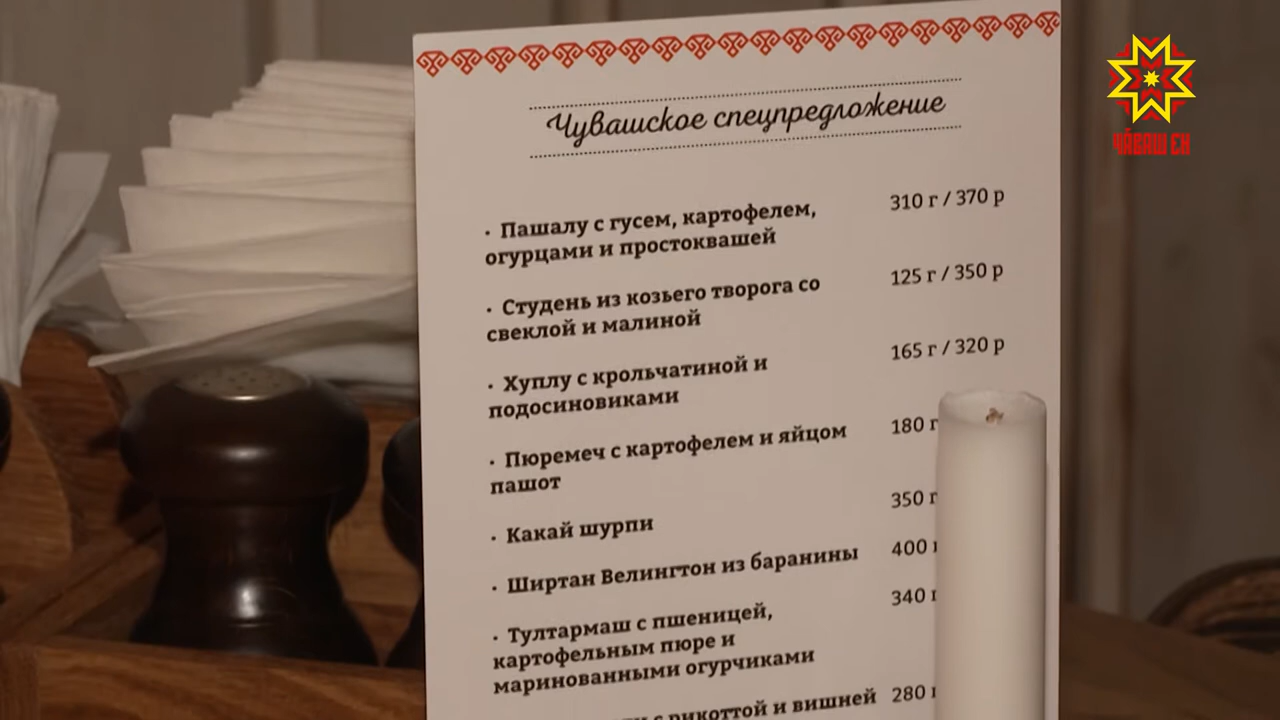 Чувашское спецпредложение
· Пашалу с гусем, картофелем, 310 г / 370 р
огурцами и простоквашей
· Студень из козьего творога со 125 г / 350 р
свеклой и малиной
· Хуплу с крольчатиной и 165 г / 320 р
подосиновиками
· Пюремеч с картофелем и яйцом 180 г
пашот
· Какай шурпи 350 г
· Ширтан Велингтон из баранины 400
· Тултармаш с пшеницей, 340
картофельным пюре и
маринованными огурчиками
с рикоттой и вишней 280
ЧӐВАШ ЕН